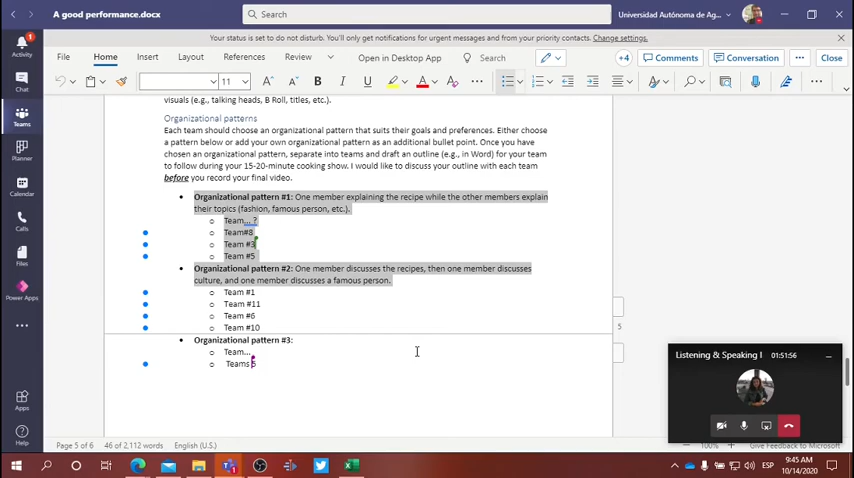 A good performance.docx
Search
Universidad Autónoma de Ag...
Your status is set to do not disturb. You'll only get notifications for urgent messages and from your priority contacts. Change settings.
File
Home
Insert
Layout
References
Review
Open in Desktop App
Search
+4
Comments
Conversation
Close
11
Activity
Chat
Teams
Planner
Calendar
Calls
Files
Power Apps
Apps
Help
visuals (e.g., talking heads, B Roll, titles, etc.).
Organizational patterns
Each team should choose an organizational pattern that suits their goals and preferences. Either choose
a pattern below or add your own organizational pattern as an additional bullet point. Once you have
chosen an organizational pattern, separate into teams and draft an outline (e.g., in Word) for your team
to follow during your 15-20-minute cooking show. I would like to discuss your outline with each team
before you record your final video.
• Organizational pattern #1: One member explaining the recipe while the other members explain
their topics (fashion, famous person, etc.).
o Team... ?
o Team#8
o Team #3
o Team #5
• Organizational pattern #2: One member discusses the recipes, then one member discusses
culture, and one member discusses a famous person.
o Team #1
o Team #11
o Team #6
o Team #10
• Organizational pattern #3:
o Team...
o Teams 5
5
Listening & Speaking I
01:51:56
Page 5 of 6
46 of 2,112 words
English (U.S.)
100%
Give Feedback to Microsoft
ESP
9:45 AM
10/14/2020